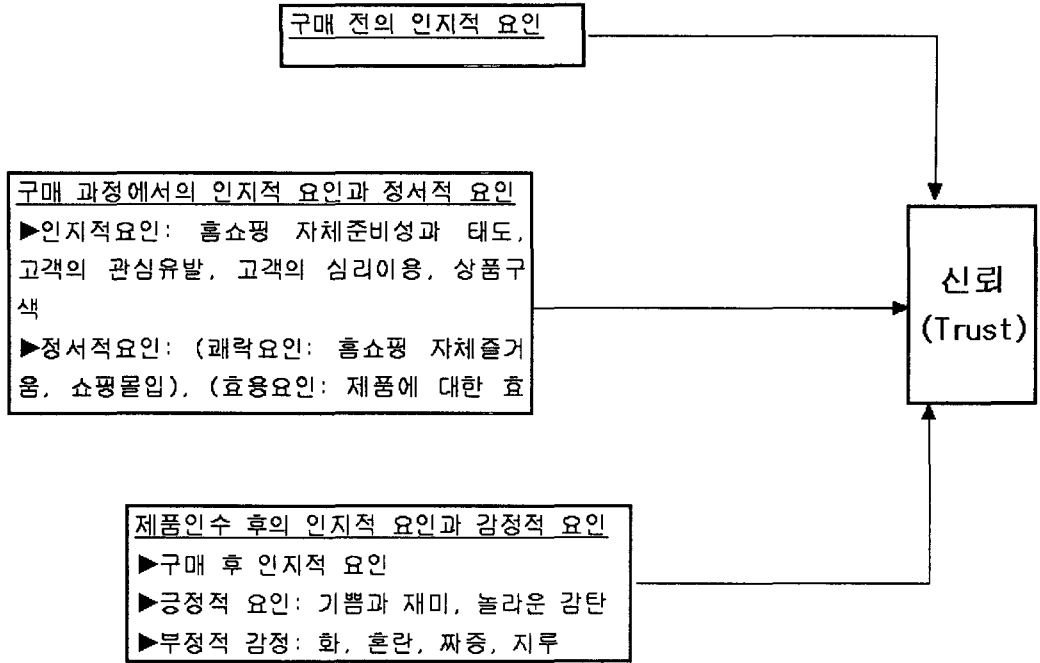 구매 전의 인지적 요인
구매 과정에서의 인지적 요인과 정서적 요인
▶인지적요인: 홈쇼핑 자체준비성과 태도,
고객의 관심유발, 고객의 심리이용, 상품구
색
▶정서적요인: (쾌락요인: 홈쇼핑 자체즐거
움, 쇼핑몰입), (효용요인: 제품에 대한 효
신뢰
(Trust)
제품인수 후의 인지적 요인과 감정적 요인
▶구매 후 인지적 요인
▶긍정적 요인: 기쁨과 재미, 놀라운 감탄
▶부정적 감정: 화, 혼란, 짜증, 지루